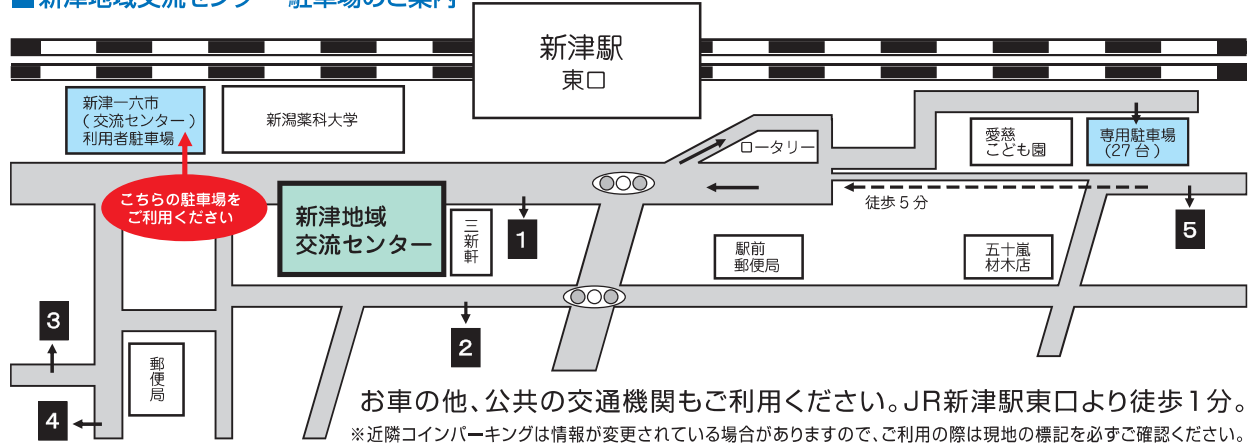 ■新津地域交流センター 駐車場のご案内
新津駅
東口
新津一六市
(交流センター)
利用者駐車場
新潟薬科大学
ロータリー
愛慈
こども園
専用駐車場
(27台)
こちらの駐車場を
ご利用ください
新津地域
交流センター
三新軒
1
徒歩5分
5
駅前
郵便局
五十嵐
材木店
3
2
郵便局
4
お車の他、公共の交通機関もご利用ください。JR新津駅東口より徒歩1分。
※近隣コインパーキングは情報が変更されている場合がありますので、ご利用の際は現地の標記を必ずご確認ください。